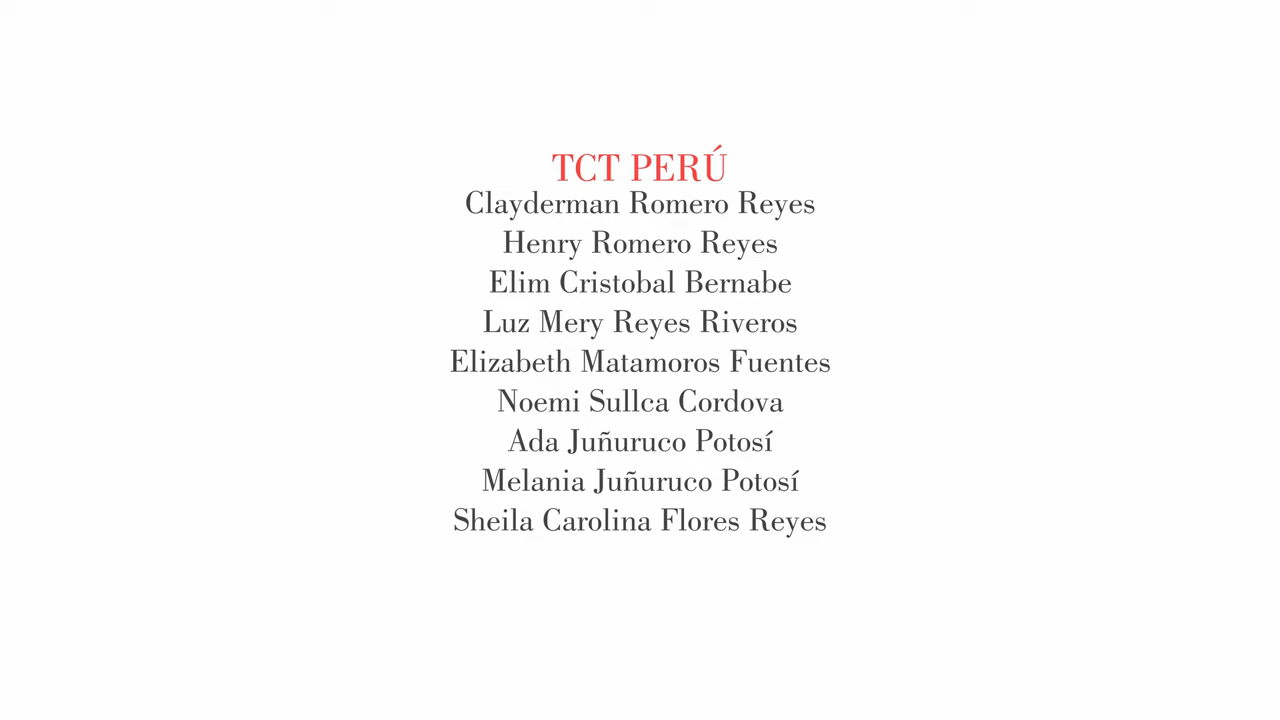 TCT PERÚ
Clayderman Romero Reyes
Henry Romero Reyes
Elim Cristobal Bernabe
Luz Mery Reyes Riveros
Elizabeth Matamoros Fuentes
Noemi Sullca Cordova
Ada Juñuruco Potosí
Melania Juñuruco Potosí
Sheila Carolina Flores Reyes